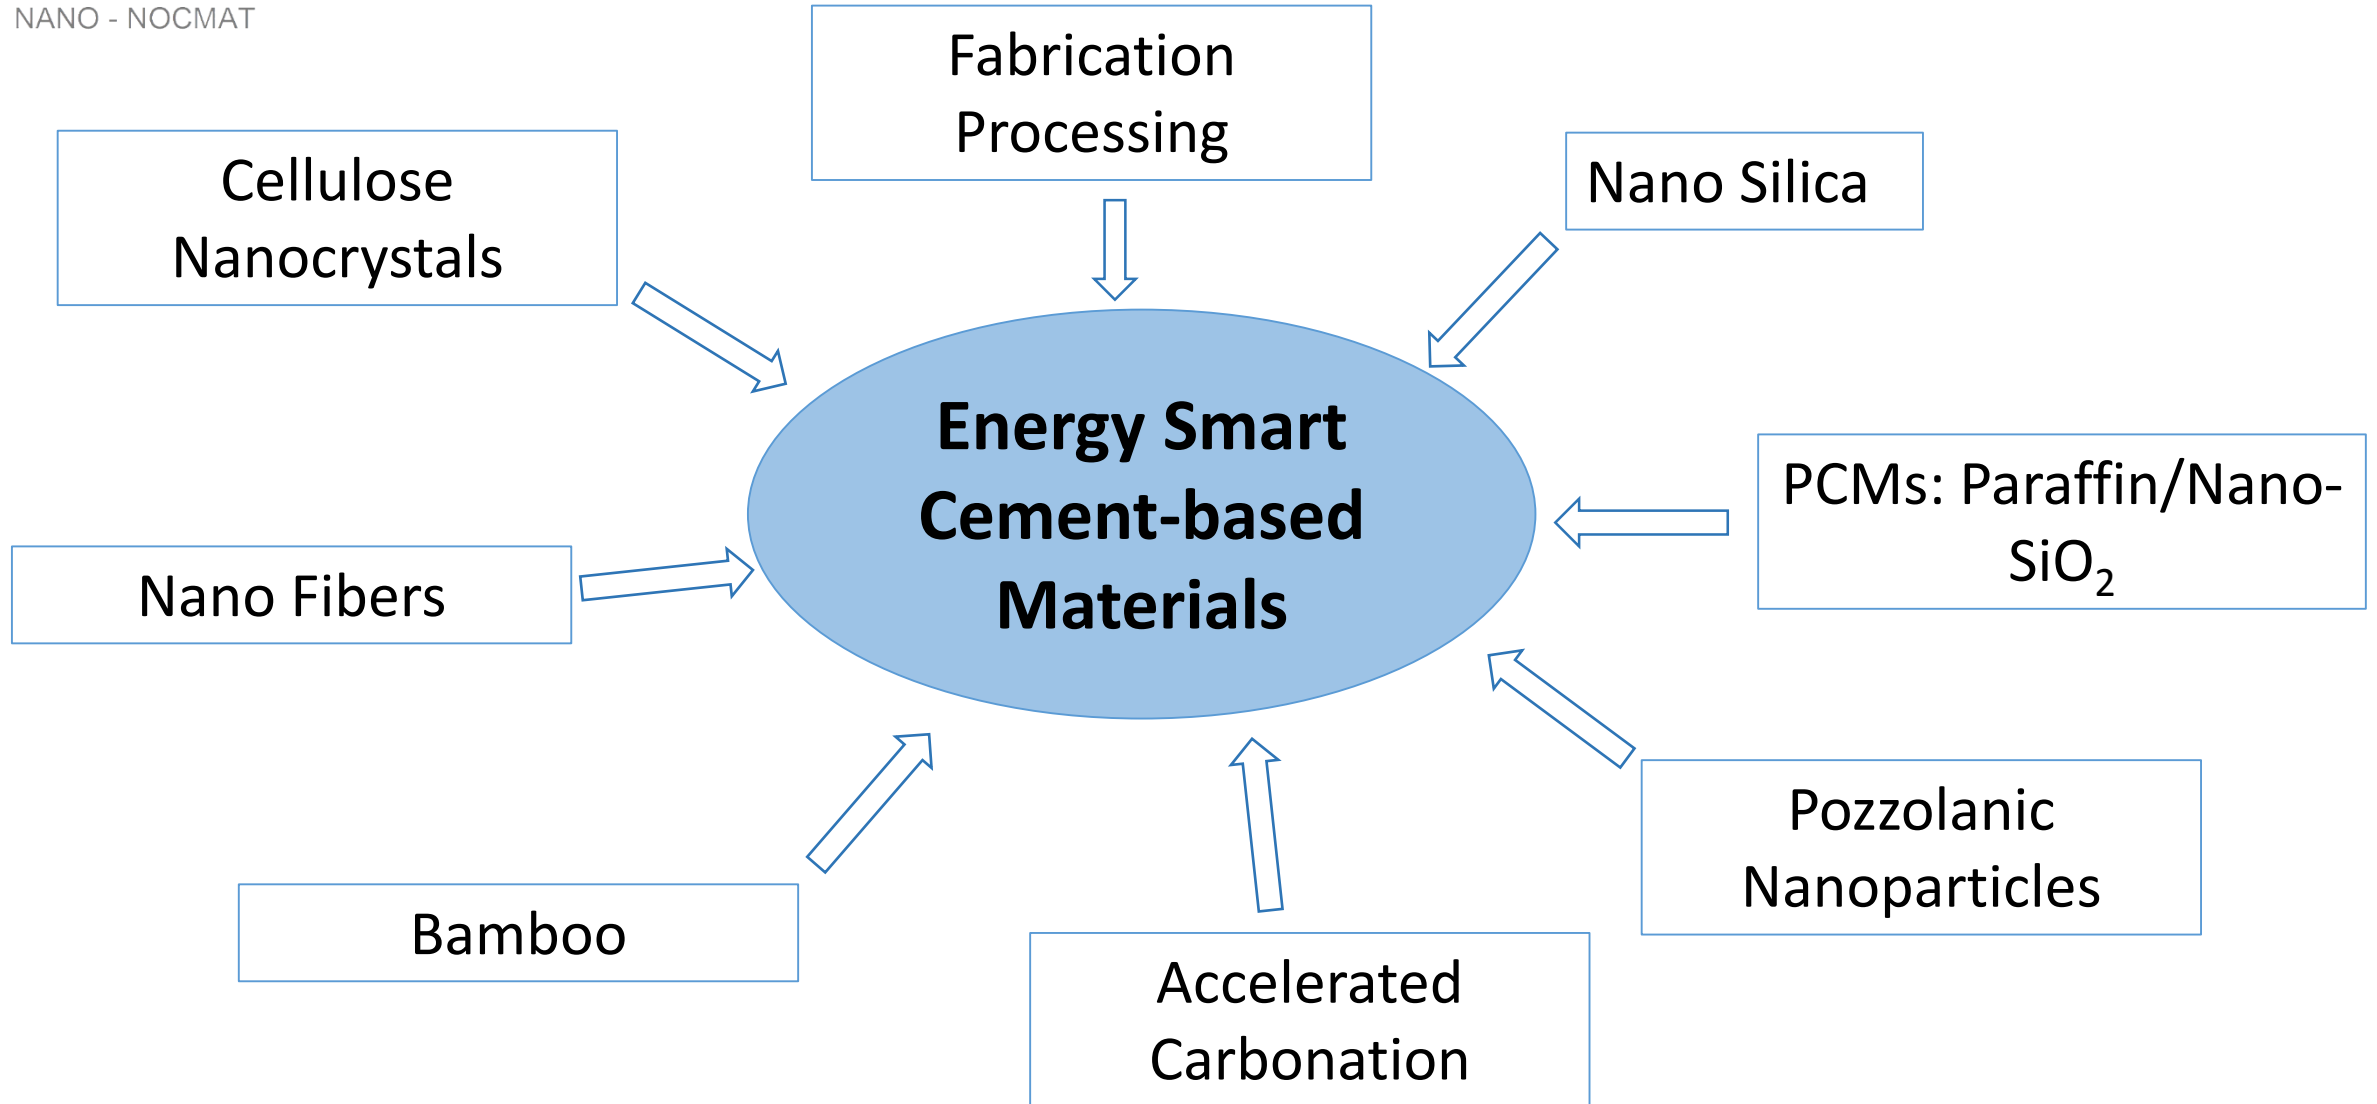 NANO - NOCMAT
Fabrication
Processing
Cellulose
Nanocrystals
Nano Silica
Energy Smart
Cement-based
Materials
PCMs: Paraffin/Nano-
SiO₂
Nano Fibers
Pozzolanic
Nanoparticles
Bamboo
Accelerated
Carbonation